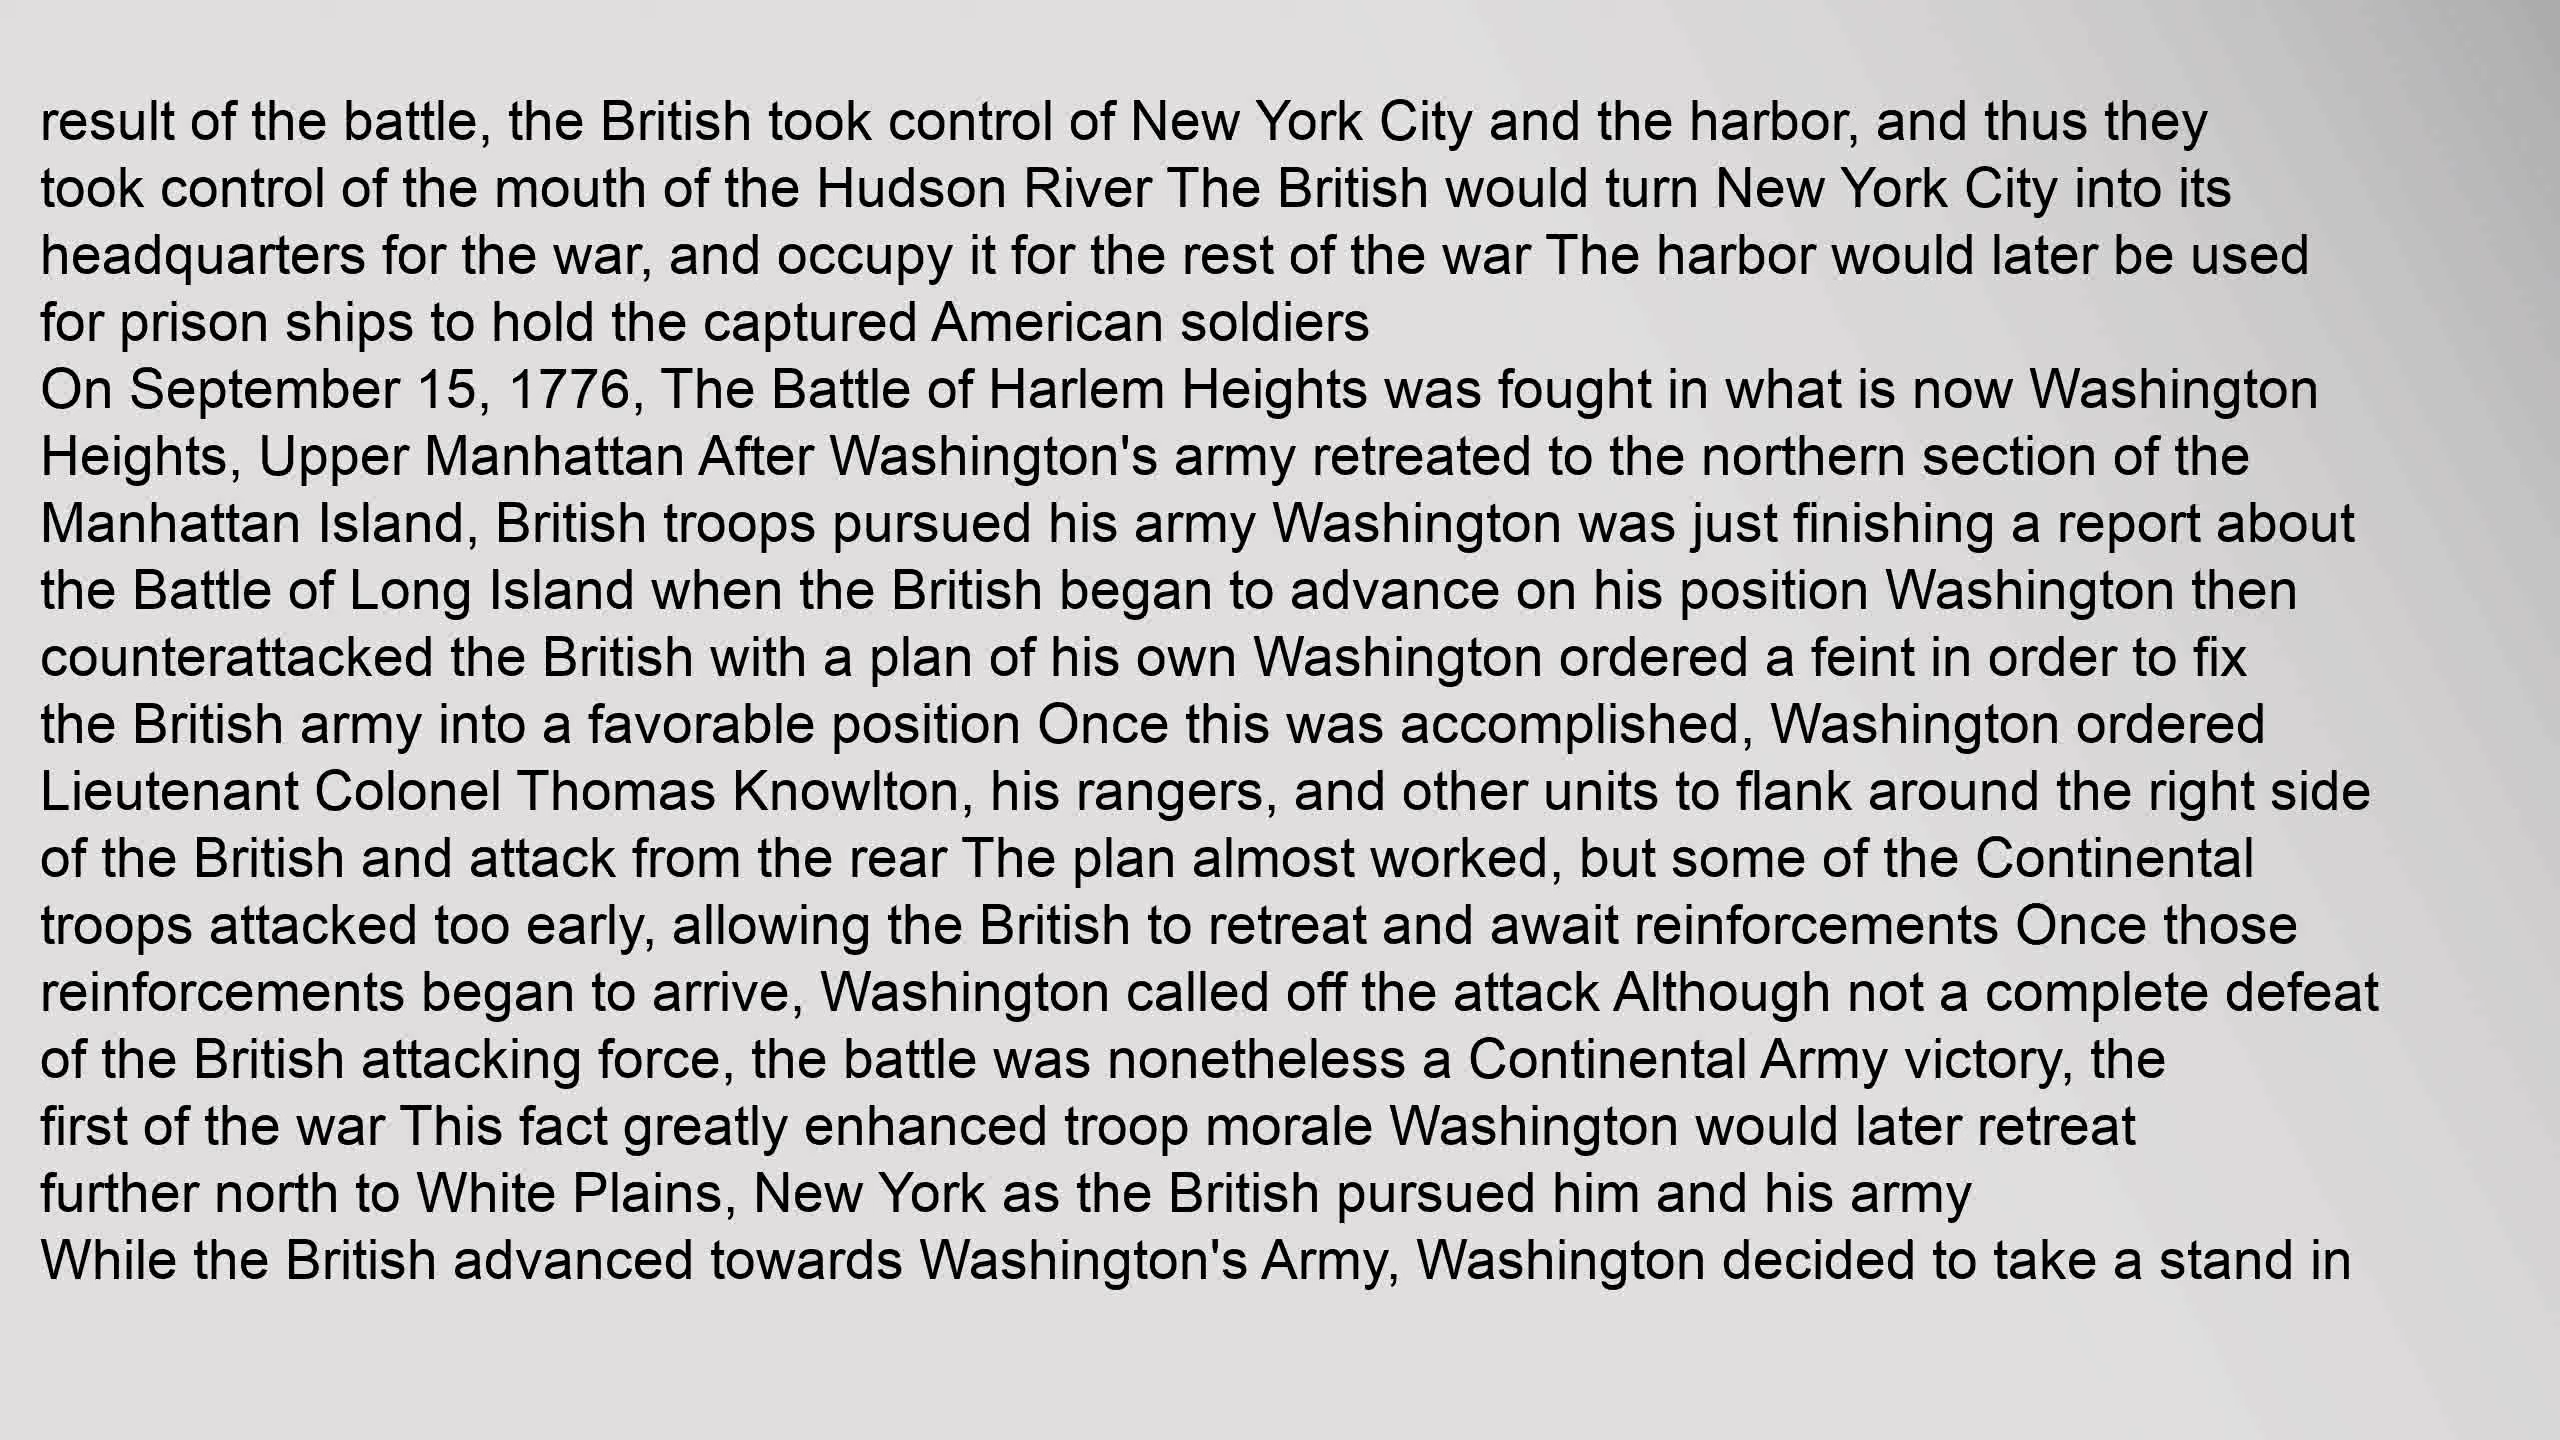 result of the battle, the British took control of New York City and the harbor, and thus they
took control of the mouth of the Hudson River The British would turn New York City into its
headquarters for the war, and occupy it for the rest of the war The harbor would later be used
for prison ships to hold the captured American soldiers
On September 15, 1776, The Battle of Harlem Heights was fought in what is now Washington
Heights, Upper Manhattan After Washington's army retreated to the northern section of the
Manhattan Island, British troops pursued his army Washington was just finishing a report about
the Battle of Long Island when the British began to advance on his position Washington then
counterattacked the British with a plan of his own Washington ordered a feint in order to fix
the British army into a favorable position Once this was accomplished, Washington ordered
Lieutenant Colonel Thomas Knowlton, his rangers, and other units to flank around the right side
of the British and attack from the rear The plan almost worked, but some of the Continental
troops attacked too early, allowing the British to retreat and await reinforcements Once those
reinforcements began to arrive, Washington called off the attack Although not a complete defeat
of the British attacking force, the battle was nonetheless a Continental Army victory, the
first of the war This fact greatly enhanced troop morale Washington would later retreat
further north to White Plains, New York as the British pursued him and his army
While the British advanced towards Washington's Army, Washington decided to take a stand in